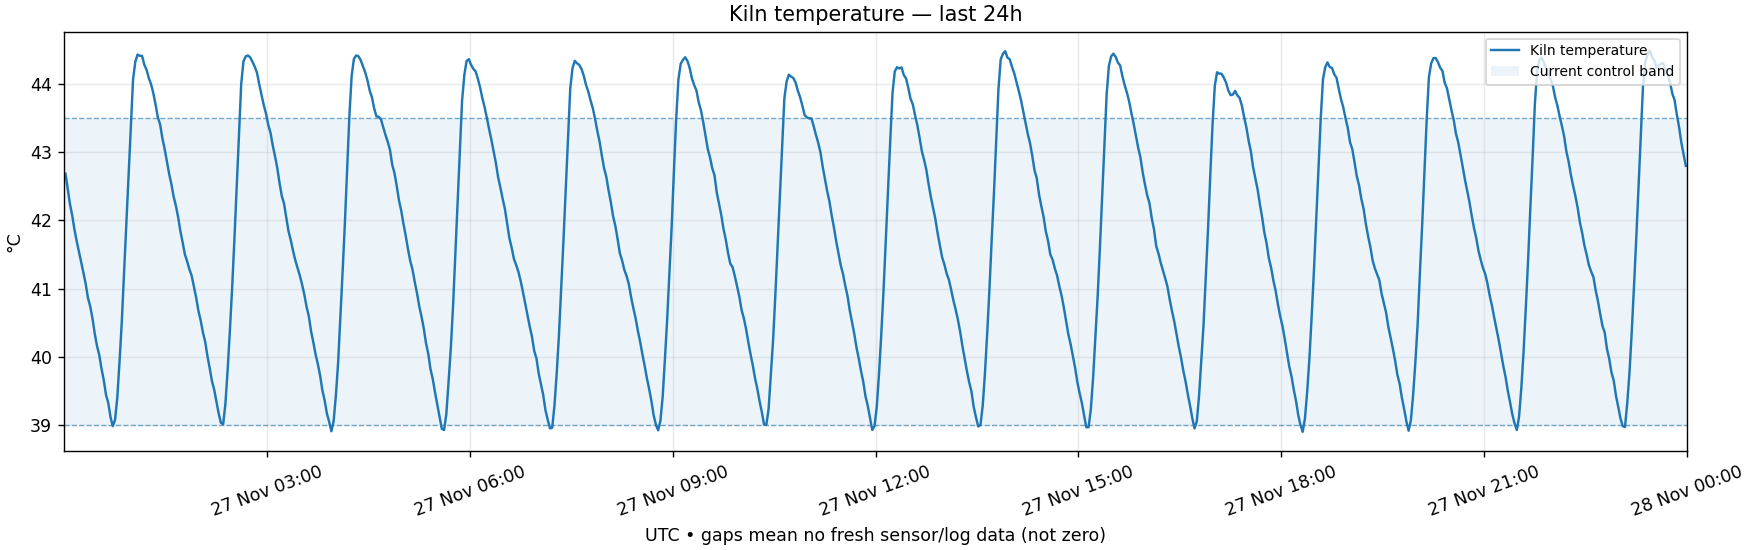 Kiln temperature — last 24h
Kiln temperature
Current control band
°C
44
43
42
41
40
39
27 Nov 03:00
27 Nov 06:00
27 Nov 09:00
27 Nov 12:00
27 Nov 15:00
27 Nov 18:00
27 Nov 21:00
28 Nov 00:00
UTC • gaps mean no fresh sensor/log data (not zero)